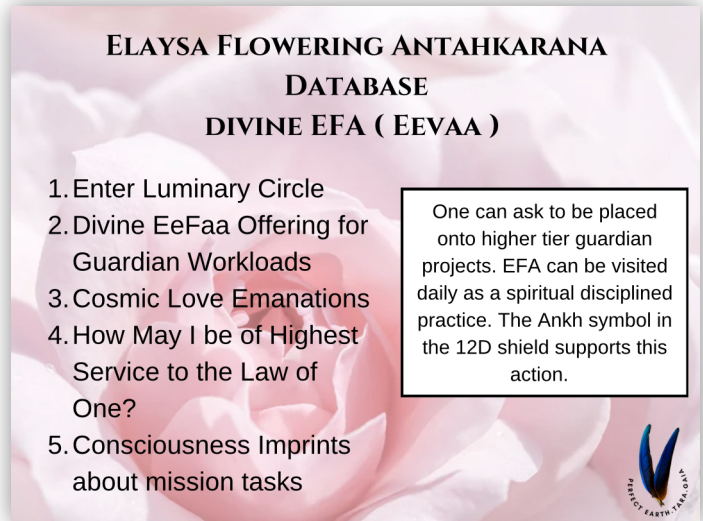 Elaysa Flowering Antahkarana
Database
divine EFA ( Eevaa )
1. Enter Luminary Circle
2. Divine EeFaa Offering for
Guardian Workloads
3. Cosmic Love Emanations
4. How May I be of Highest
Service to the Law of
One?
5. Consciousness Imprints
about mission tasks
One can ask to be placed
onto higher tier guardian
projects. EFA can be visited
daily as a spiritual disciplined
practice. The Ankh symbol in
the 12D shield supports this
action.
PERFECT EARTH.TARA.GAIA